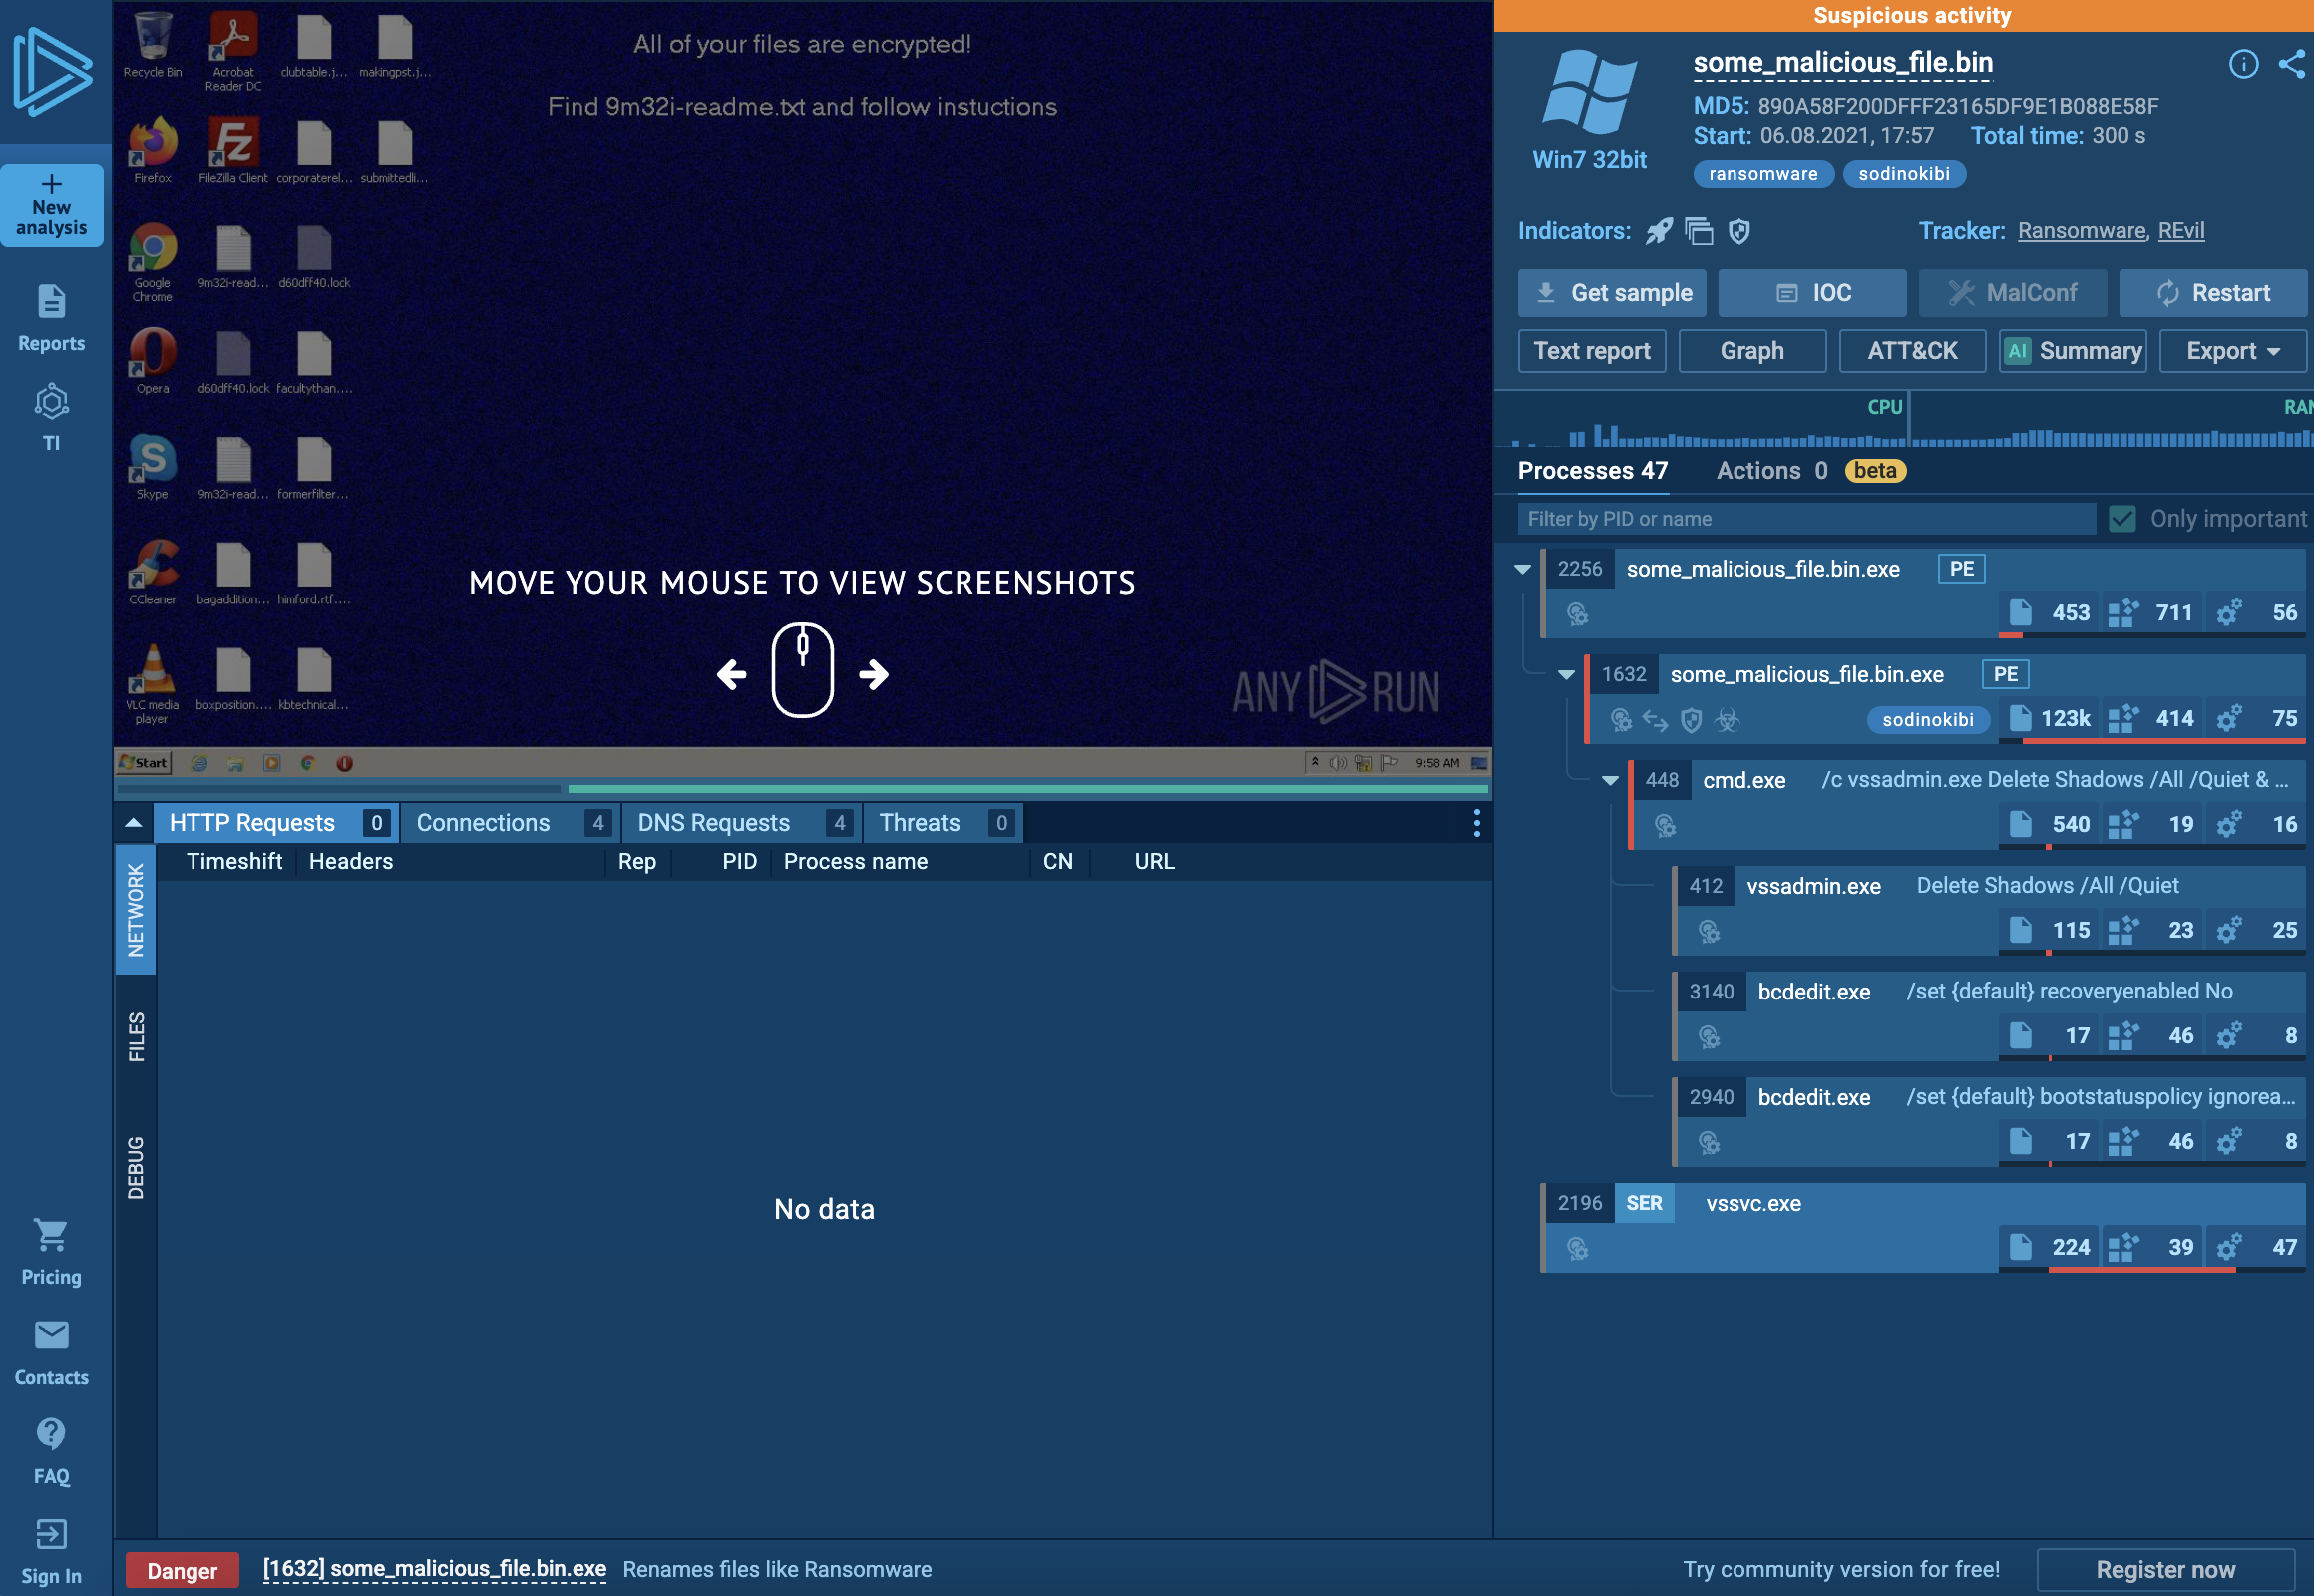 New
analysis
Reports
TI
Pricing
Contacts
FAQ
Sign In
All of your files are encrypted!
Find 9m32i-readme.txt and follow instuctions
Recycle Bin
Acrobat
Reader DC
clubtable.j...
makingpst.j...
Firefox
FileZilla Client
corporaterel...
submittedli...
Google
Chrome
9m32i-read...
d60dff40.lock
Opera
d60dff40.lock
facultythan....
Skype
9m32i-read...
formerfilter...
CCleaner
bagaddition...
himford.rtf....
VLC media
player
boxposition....
kbtechnical...
MOVE YOUR MOUSE TO VIEW SCREENSHOTS
ANY RUN
Start
9:58 AM
HTTP Requests 0
Connections 4
DNS Requests 4
Threats 0
NETWORK
FILES
DEBUG
Timeshift Headers Rep PID Process name CN URL
No data
Suspicious activity
Win7 32bit
some_malicious_file.bin
MD5: 890A58F200DFFF23165DF9E1B088E58F
Start: 06.08.2021, 17:57 Total time: 300 s
ransomware sodinokibi
Indicators:
Tracker: Ransomware, REvil
Get sample IOC MalConf Restart
Text report Graph ATT&CK AI Summary Export
CPU RAM
Processes 47 Actions 0 beta
Filter by PID or name Only important
2256 some_malicious_file.bin.exe PE
453 711 56
1632 some_malicious_file.bin.exe PE
sodinokibi 123k 414 75
448 cmd.exe /c vssadmin.exe Delete Shadows /All /Quiet & ...
540 19 16
412 vssadmin.exe Delete Shadows /All /Quiet
115 23 25
3140 bcdedit.exe /set {default} recoveryenabled No
17 46 8
2940 bcdedit.exe /set {default} bootstatuspolicy ignorea...
17 46 8
2196 SER vssvc.exe
224 39 47
Danger [1632] some_malicious_file.bin.exe Renames files like Ransomware
Try community version for free! Register now